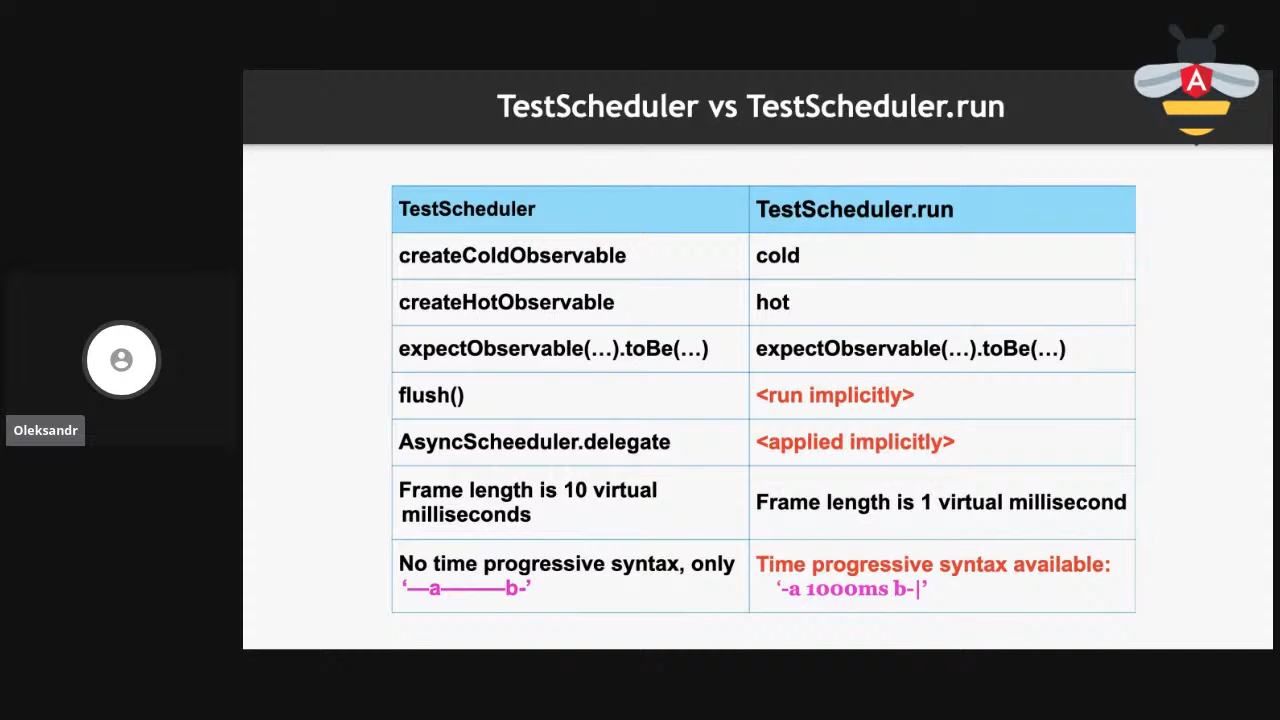 TestScheduler vs TestScheduler.run
A
TestScheduler
TestScheduler.run
createColdObservable
cold
createHotObservable
hot
expectObservable(…).toBe(…)
expectObservable(…).toBe(…)
flush()
<run implicitly>
AsyncScheeduler.delegate
<applied implicitly>
Frame length is 10 virtual
milliseconds
Frame length is 1 virtual millisecond
No time progressive syntax, only
‘—a———b-’
Time progressive syntax available:
‘-a 1000ms b-|’
Oleksandr